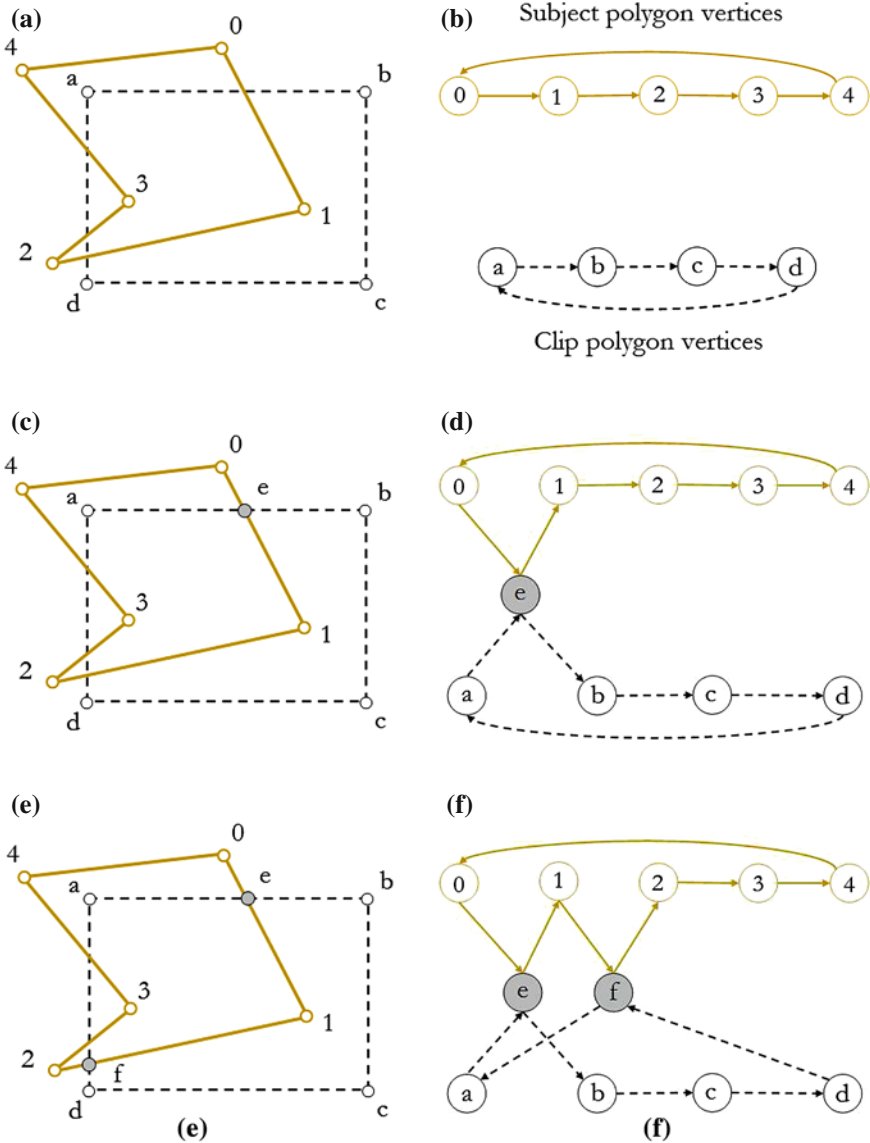 (a)
0
4
a
b
3
1
2
d
c
(b)
Subject polygon vertices
0 1 2 3 4
a b c d
Clip polygon vertices
(c)
0
4
a
e
b
3
1
2
d
c
(d)
0 1 2 3 4
e
a b c d
(e)
0
4
a
e
b
3
1
2
f
d
c
(e)
(f)
0 1 2 3 4
e f
a b c d
(f)